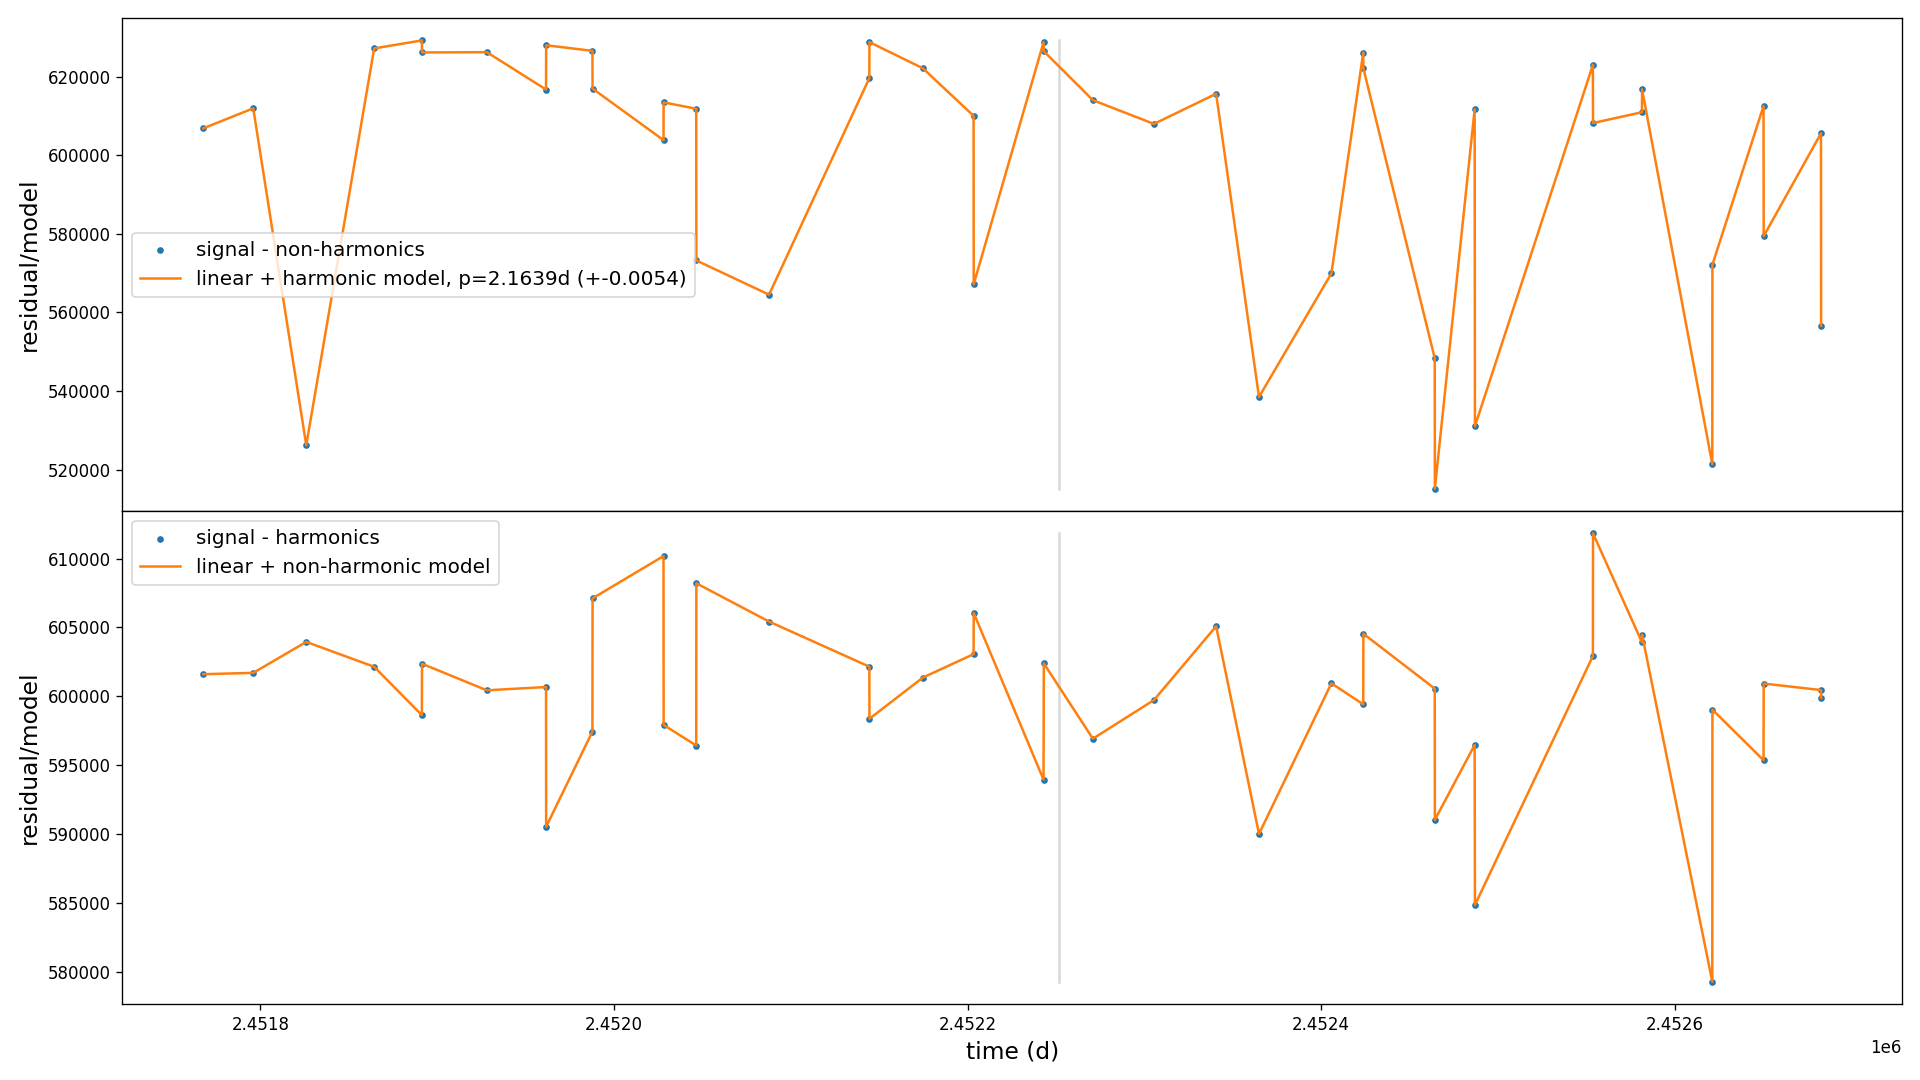 residual/model
620000
600000
580000
560000
540000
520000
signal - non-harmonics
linear + harmonic model, p=2.1639d (+-0.0054)
residual/model
610000
605000
600000
595000
590000
585000
580000
signal - harmonics
linear + non-harmonic model
2.4518
2.4520
2.4522
2.4524
2.4526
1e6
time (d)